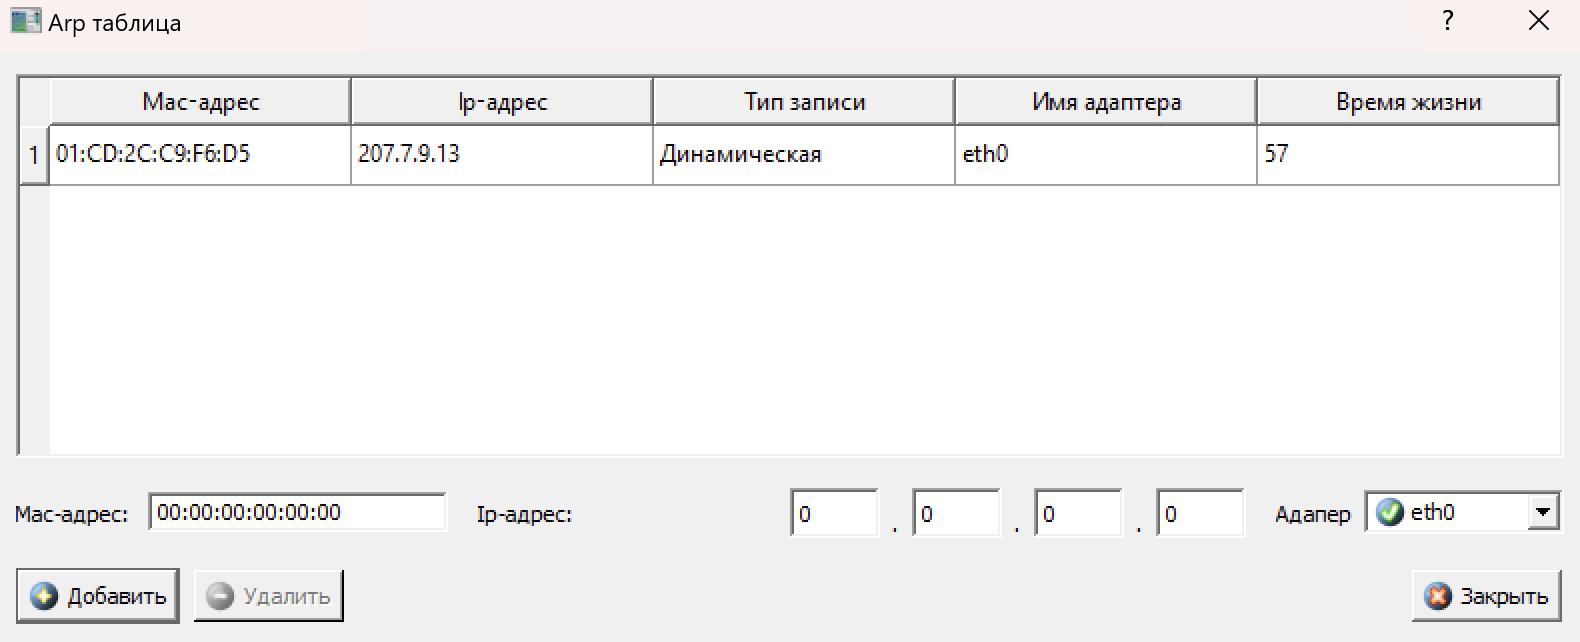 Arp таблица
?
Mac-адрес Ip-адрес Тип записи Имя адаптера Время жизни
1 01:CD:2C:C9:F6:D5 207.7.9.13 Динамическая eth0 57
Mac-адрес: 00:00:00:00:00:00 Ip-адрес: 0 . 0 . 0 . 0 Адапер eth0
Добавить Удалить Закрыть